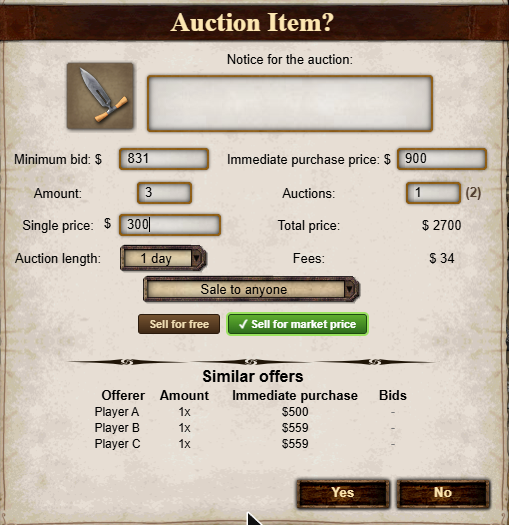 Auction Item?
Notice for the auction:
Minimum bid: $ 831 Immediate purchase price: $ 900
Amount: 3 Auctions: 1 (2)
Single price: $ 300 Total price: $ 2700
Auction length: 1 day Fees: $ 34
Sale to anyone
Sell for free ✓ Sell for market price
Similar offers
Offerer Amount Immediate purchase Bids
Player A 1x $500 -
Player B 1x $559 -
Player C 1x $559 -
Yes No